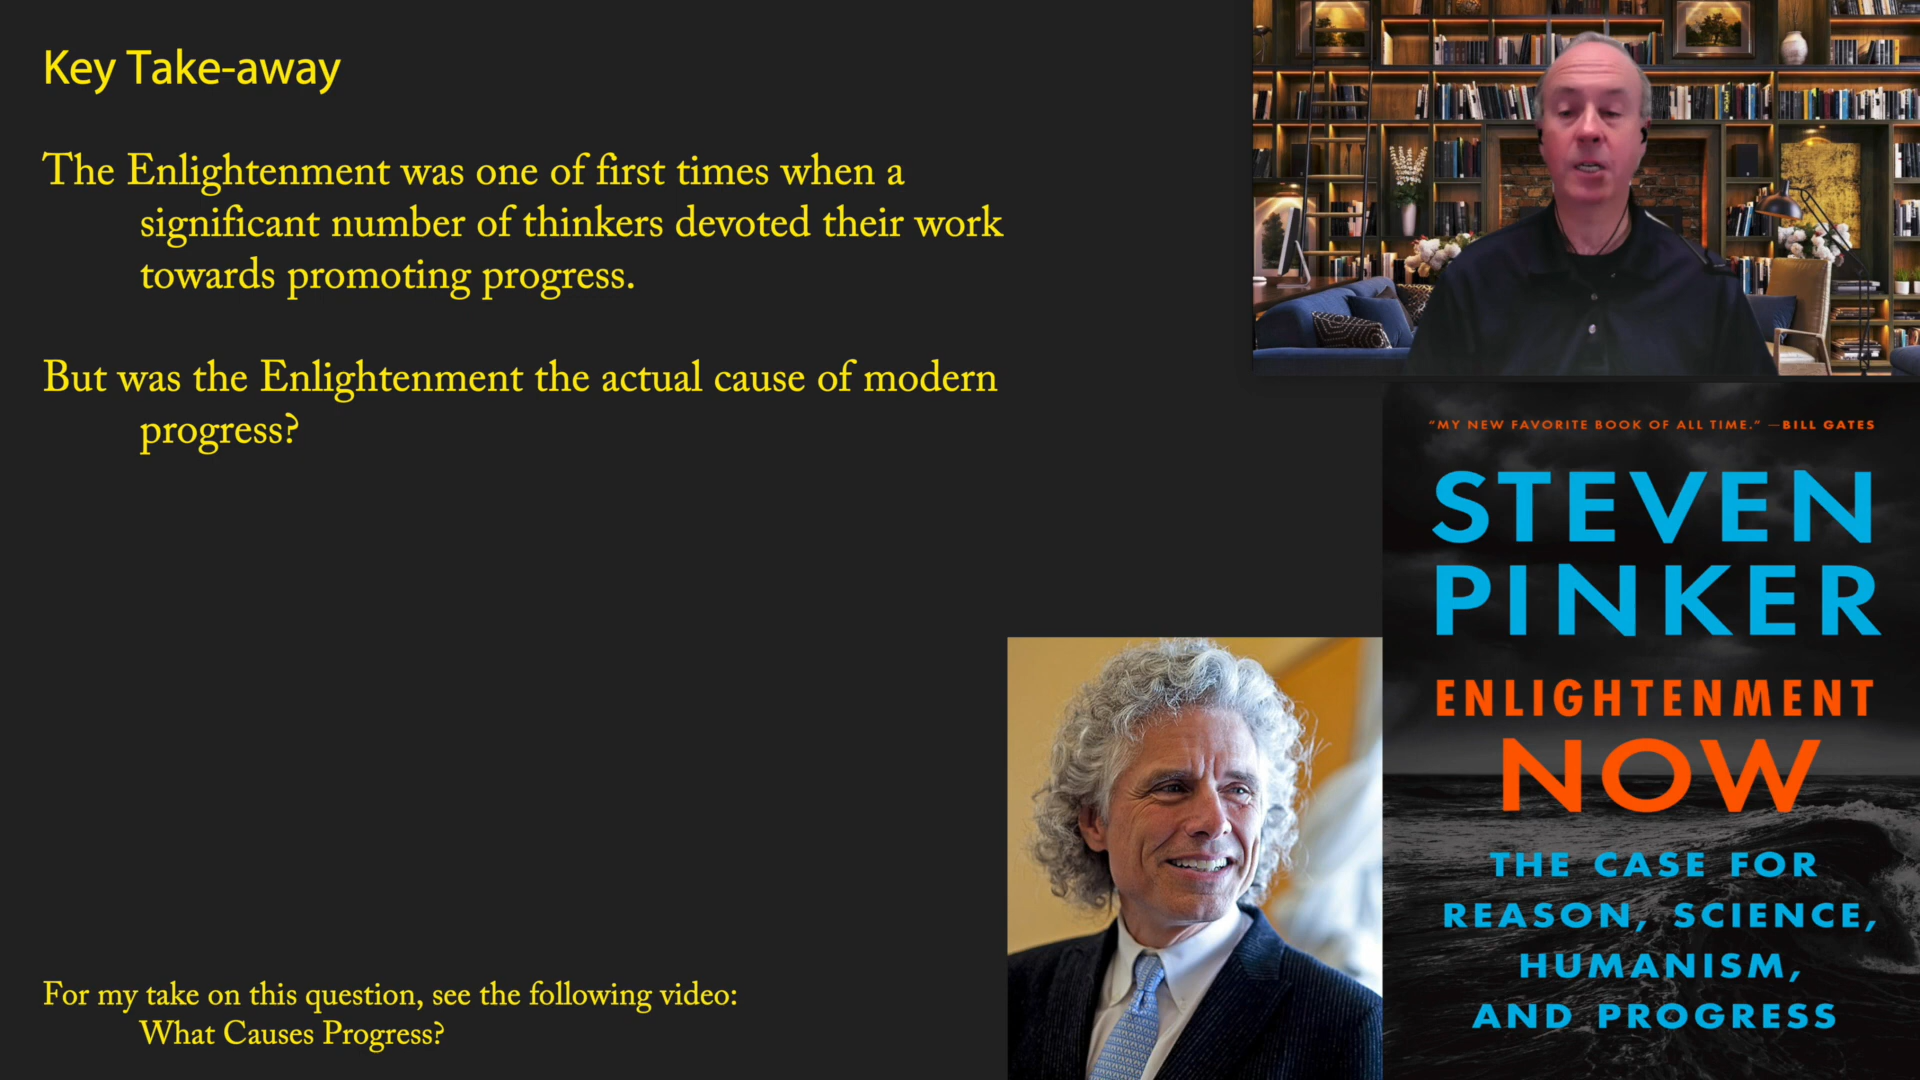 Key Take-away
The Enlightenment was one of first times when a
significant number of thinkers devoted their work
towards promoting progress.
But was the Enlightenment the actual cause of modern
progress?
For my take on this question, see the following video:
What Causes Progress?
“MY NEW FAVORITE BOOK OF ALL TIME.” —BILL GATES
STEVEN
PINKER
ENLIGHTENMENT
NOW
THE CASE FOR
REASON, SCIENCE,
HUMANISM,
AND PROGRESS